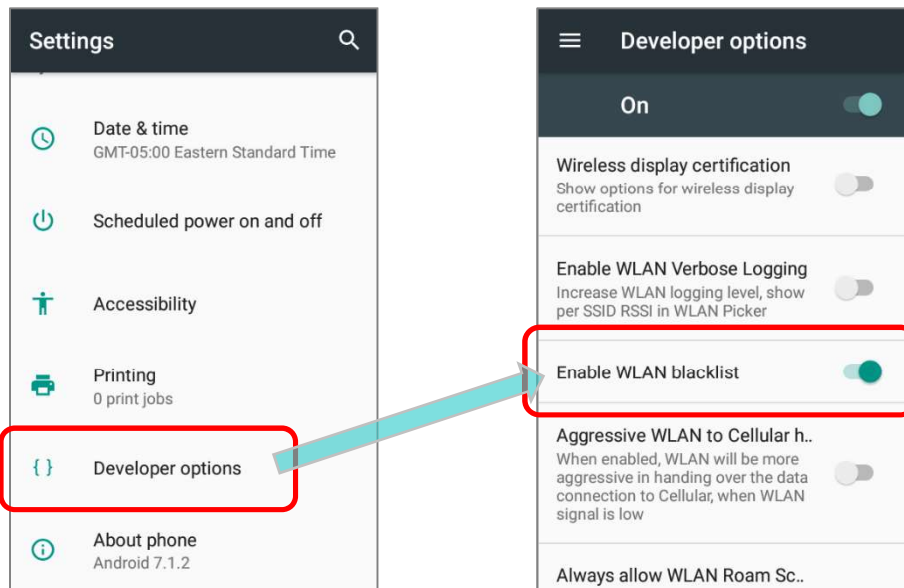 Settings
Date & time
GMT-05:00 Eastern Standard Time
Scheduled power on and off
Accessibility
Printing
0 print jobs
{ } Developer options
About phone
Android 7.1.2
Developer options
On
Wireless display certification
Show options for wireless display
certification
Enable WLAN Verbose Logging
Increase WLAN logging level, show
per SSID RSSI in WLAN Picker
Enable WLAN blacklist
Aggressive WLAN to Cellular h..
When enabled, WLAN will be more
aggressive in handing over the data
connection to Cellular, when WLAN
signal is low
Always allow WLAN Roam Sc..